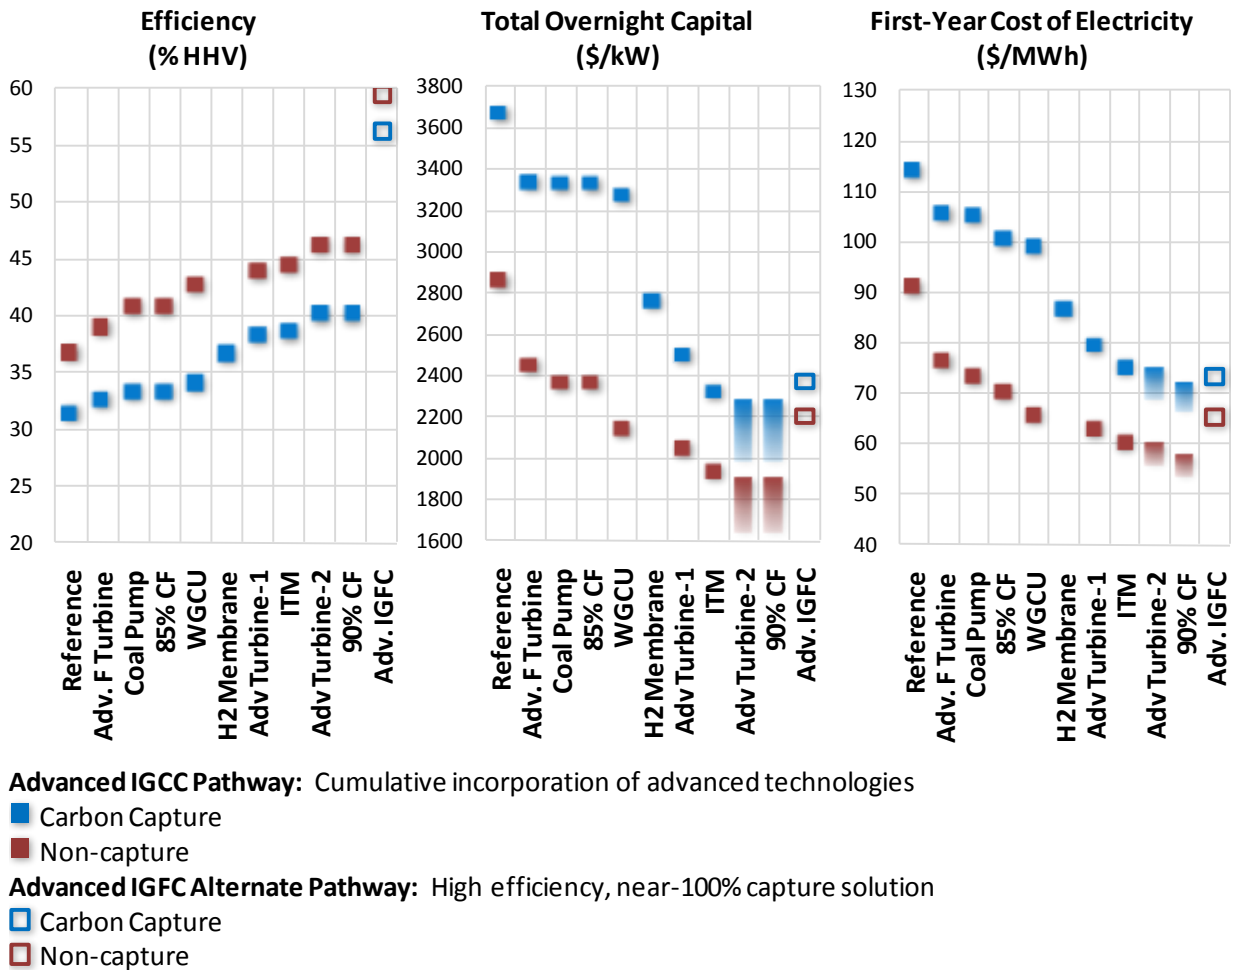 Efficiency
(% HHV)
60
55
50
45
40
35
30
25
20
Reference
Adv. F Turbine
Coal Pump
85% CF
WGCU
H2 Membrane
Adv Turbine-1
ITM
Adv Turbine-2
90% CF
Adv. IGFC
Total Overnight Capital
($/kW)
3800
3600
3400
3200
3000
2800
2600
2400
2200
2000
1800
1600
Reference
Adv. F Turbine
Coal Pump
85% CF
WGCU
H2 Membrane
Adv Turbine-1
ITM
Adv Turbine-2
90% CF
Adv. IGFC
First-Year Cost of Electricity
($/MWh)
130
120
110
100
90
80
70
60
50
40
Reference
Adv. F Turbine
Coal Pump
85% CF
WGCU
H2 Membrane
Adv Turbine-1
ITM
Adv Turbine-2
90% CF
Adv. IGFC
Advanced IGCC Pathway: Cumulative incorporation of advanced technologies
Carbon Capture
Non-capture
Advanced IGFC Alternate Pathway: High efficiency, near-100% capture solution
Carbon Capture
Non-capture